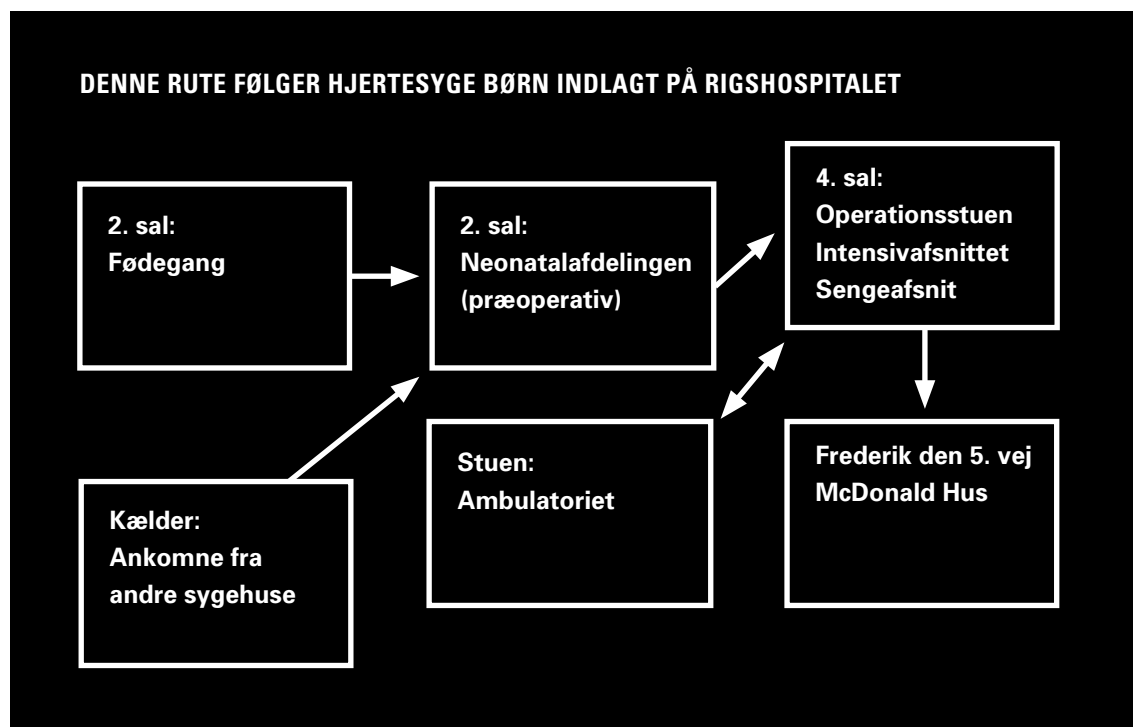 DENNE RUTE FØLGER HJERTESYGE BØRN INDLAGT PÅ RIGSHOSPITALET
2. sal:
Fødegang
2. sal:
Neonatalafdelingen
(præoperativ)
4. sal:
Operationsstuen
Intensivafsnittet
Sengeafsnit
Kælder:
Ankomne fra
andre sygehuse
Stuen:
Ambulatoriet
Frederik den 5. vej
McDonald Hus